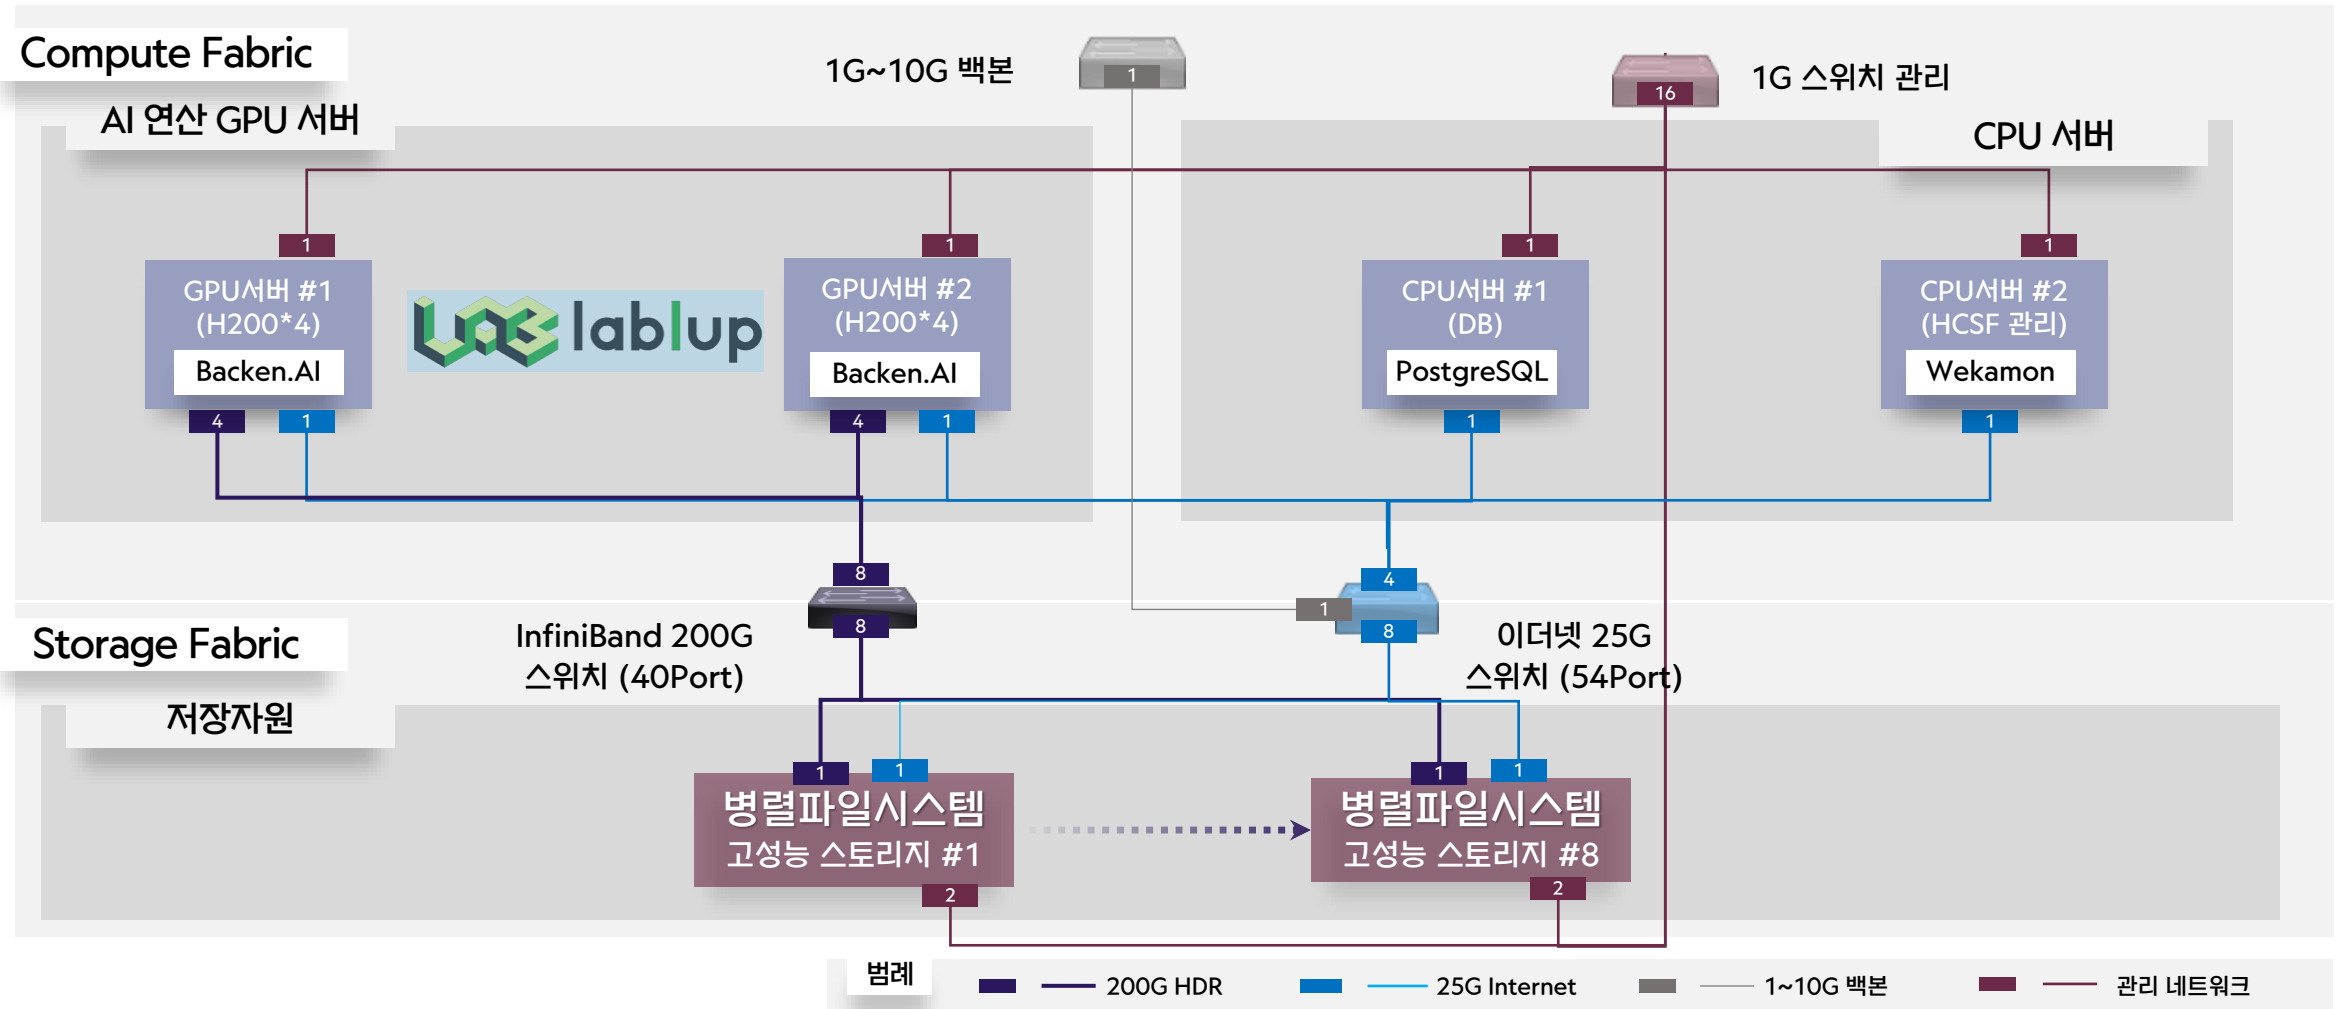 Compute Fabric
1G~10G 백본
1
16
1G 스위치 관리
AI 연산 GPU 서버
CPU 서버
1
1
1
1
GPU서버 #1
(H200*4)
Backen.AI
lablup
GPU서버 #2
(H200*4)
Backen.AI
CPU서버 #1
(DB)
PostgreSQL
CPU서버 #2
(HCSF 관리)
Wekamon
4
1
4
1
1
1
8
4
1
8
8
Storage Fabric
InfiniBand 200G
스위치 (40Port)
이더넷 25G
스위치 (54Port)
저장자원
1
1
1
1
병렬파일시스템
고성능 스토리지 #1
병렬파일시스템
고성능 스토리지 #8
2
2
범례
200G HDR
25G Internet
1~10G 백본
관리 네트워크